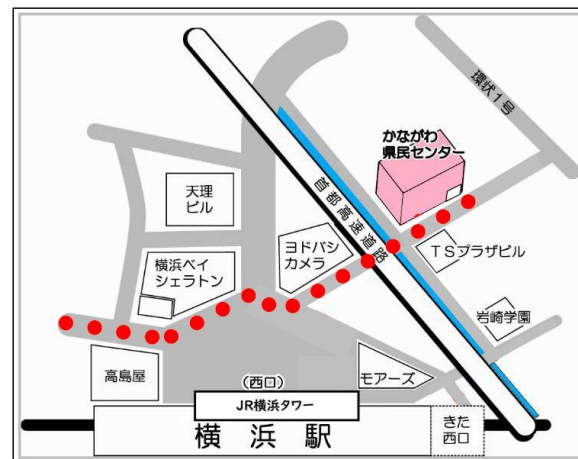 環状1号
かながわ
県民センター
首都高速道路
天理
ビル
ヨドバシ
カメラ
TSプラザビル
横浜ベイ
シェラトン
岩崎学園
高島屋
モアーズ
(西口)
JR横浜タワー
横浜駅
きた
西口